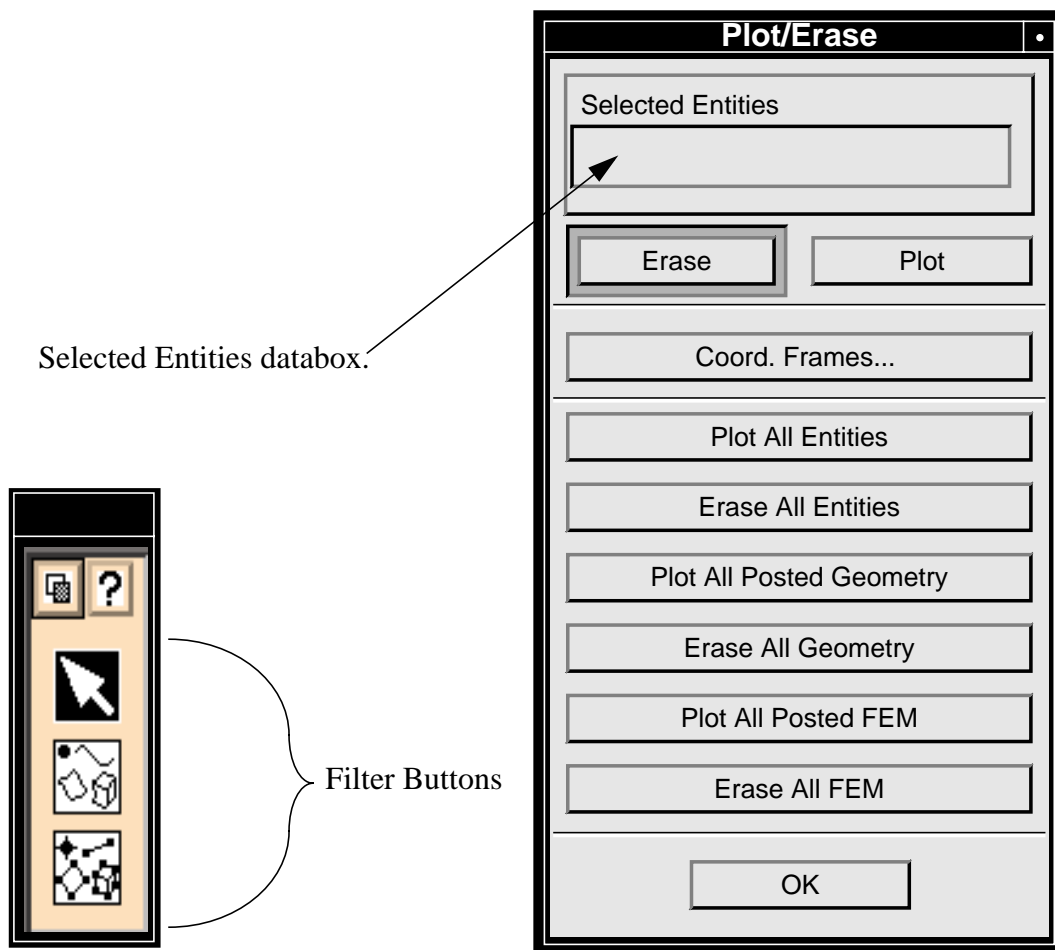 Plot/Erase
Selected Entities
Erase
Plot
Selected Entities databox.
Coord. Frames...
Plot All Entities
Erase All Entities
Plot All Posted Geometry
?
Erase All Geometry
Plot All Posted FEM
Filter Buttons
Erase All FEM
OK